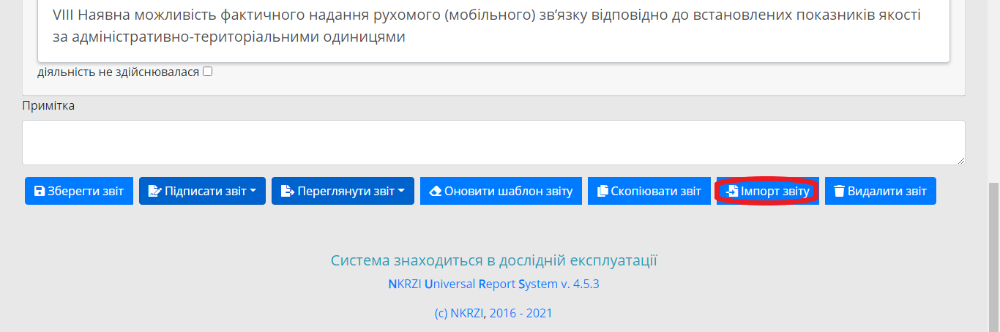 VIII Наявна можливість фактичного надання рухомого (мобільного) зв’язку відповідно до встановлених показників якості
за адміністративно-територіальними одиницями
діяльність не здійснювалася
Примітка
Зберегти звіт Підписати звіт Переглянути звіт Оновити шаблон звіту Скопіювати звіт Імпорт звіту Видалити звіт
Система знаходиться в дослідній експлуатації
NKRZI Universal Report System v. 4.5.3
(c) NKRZI, 2016 - 2021